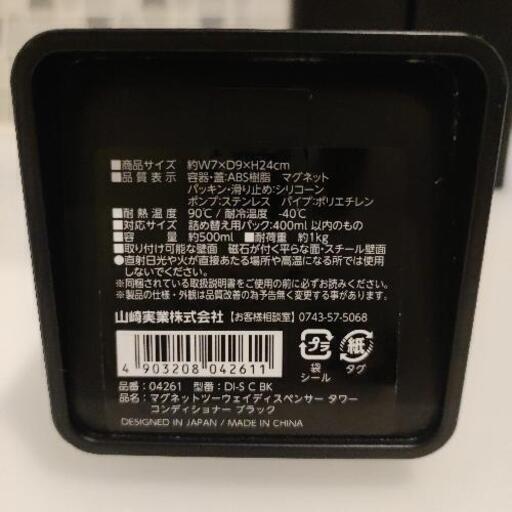 ■商品サイズ 約W7×D9×H24cm
■品質表示 容器・蓋:ABS樹脂 マグネット
パッキン・滑り止め:シリコーン
ポンプ:ステンレス パイプ:ポリエチレン
■耐熱温度 90℃/耐冷温度 -40℃
■対応サイズ 詰め替え用パック:400ml 以内のもの
■容量 約500ml ■耐荷重 約1kg
■取り付け可能な壁面 磁石が付く平らな面・スチール壁面
●直射日光や火が直接あたる場所や高温になる所では使用
しないでください。
※同梱されている取扱説明書をご使用の前に必ずお読みください。
※製品の仕様・外観は品質改善の為予告無く変更する事があります。
山崎実業株式会社 【お客様相談室】 0743-57-5068
プラ 紙
袋 タグ
シール
4 903208 042611
品番:04261 型番:DI-S C BK
品名:マグネットツーウェイディスペンサー タワー
コンディショナー ブラック
DESIGNED IN JAPAN / MADE IN CHINA